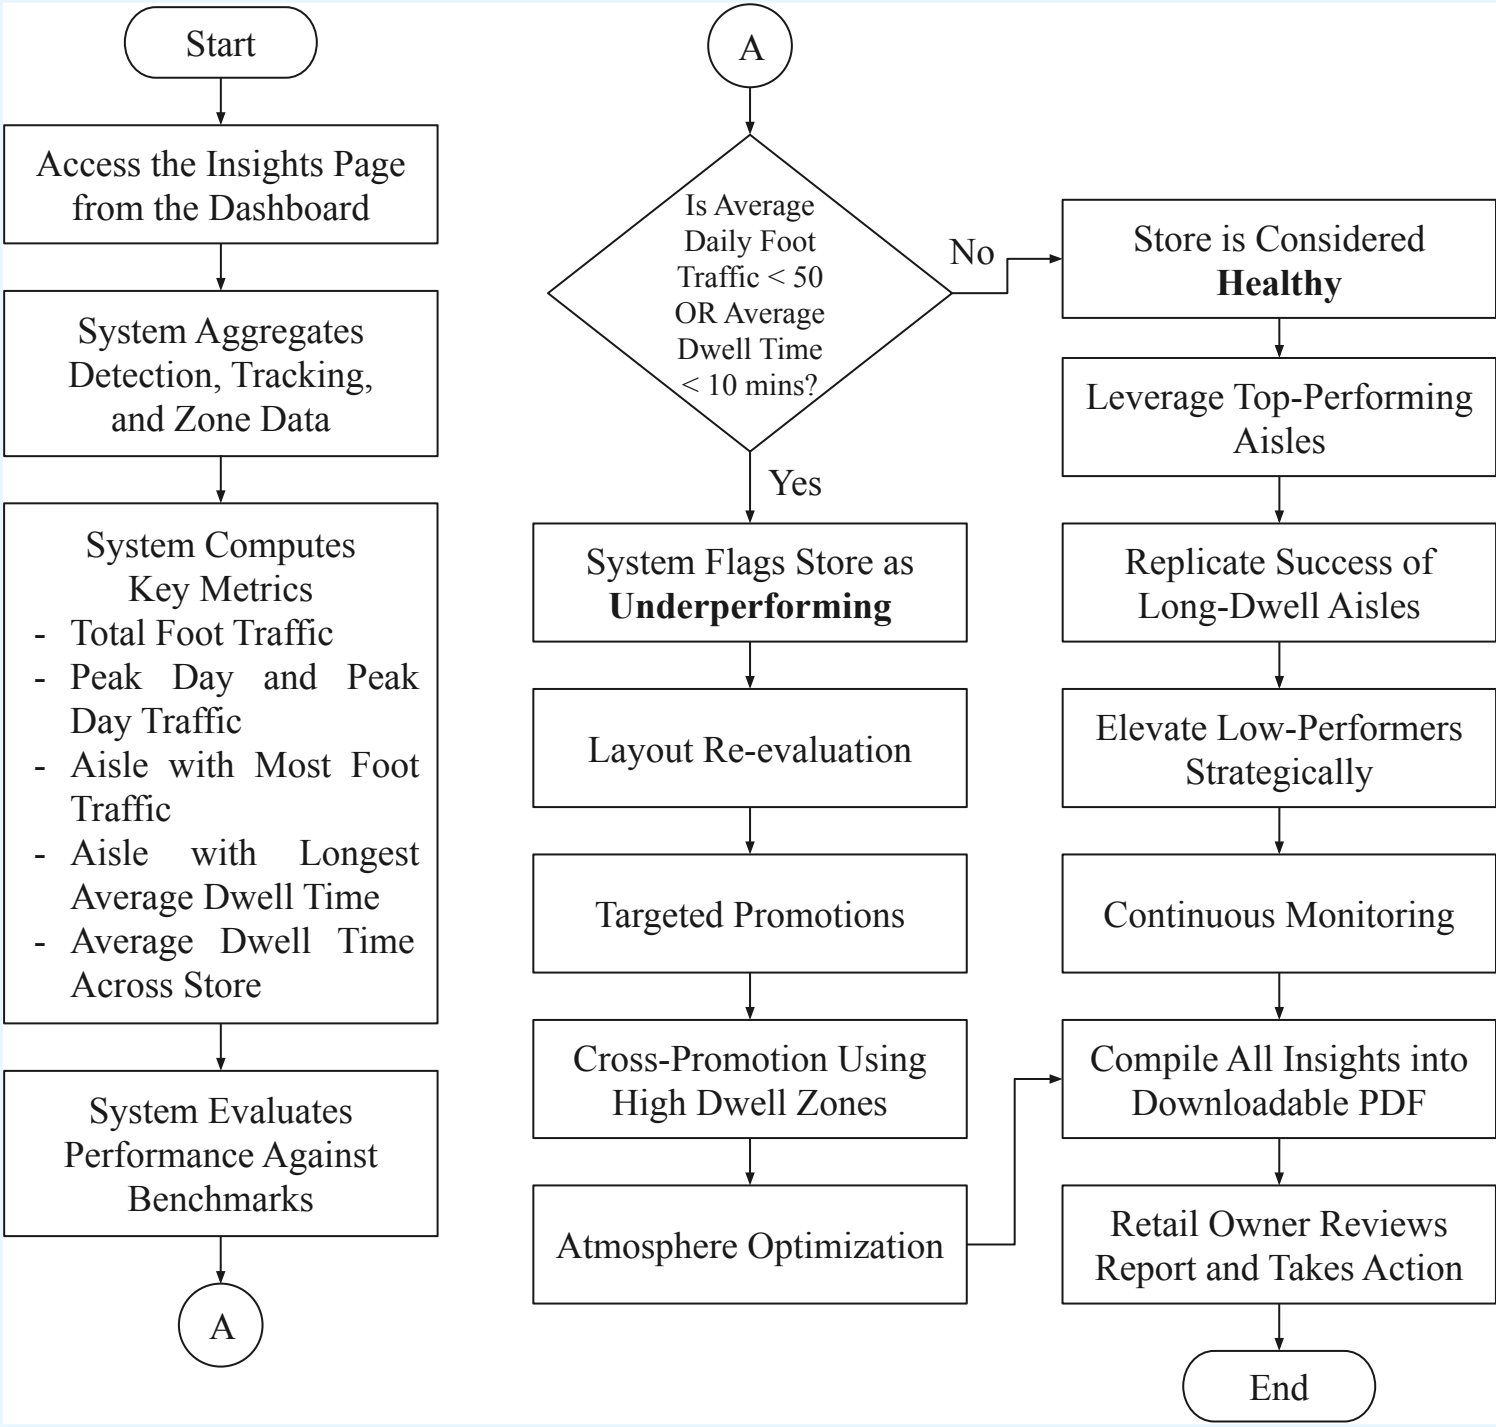 Start
Access the Insights Page
from the Dashboard
System Aggregates
Detection, Tracking,
and Zone Data
System Computes
Key Metrics
- Total Foot Traffic
- Peak Day and Peak
Day Traffic
- Aisle with Most Foot
Traffic
- Aisle with Longest
Average Dwell Time
- Average Dwell Time
Across Store
System Evaluates
Performance Against
Benchmarks
A
A
Is Average
Daily Foot
Traffic < 50
OR Average
Dwell Time
< 10 mins?
No
Yes
System Flags Store as
Underperforming
Layout Re-evaluation
Targeted Promotions
Cross-Promotion Using
High Dwell Zones
Atmosphere Optimization
Store is Considered
Healthy
Leverage Top-Performing
Aisles
Replicate Success of
Long-Dwell Aisles
Elevate Low-Performers
Strategically
Continuous Monitoring
Compile All Insights into
Downloadable PDF
Retail Owner Reviews
Report and Takes Action
End